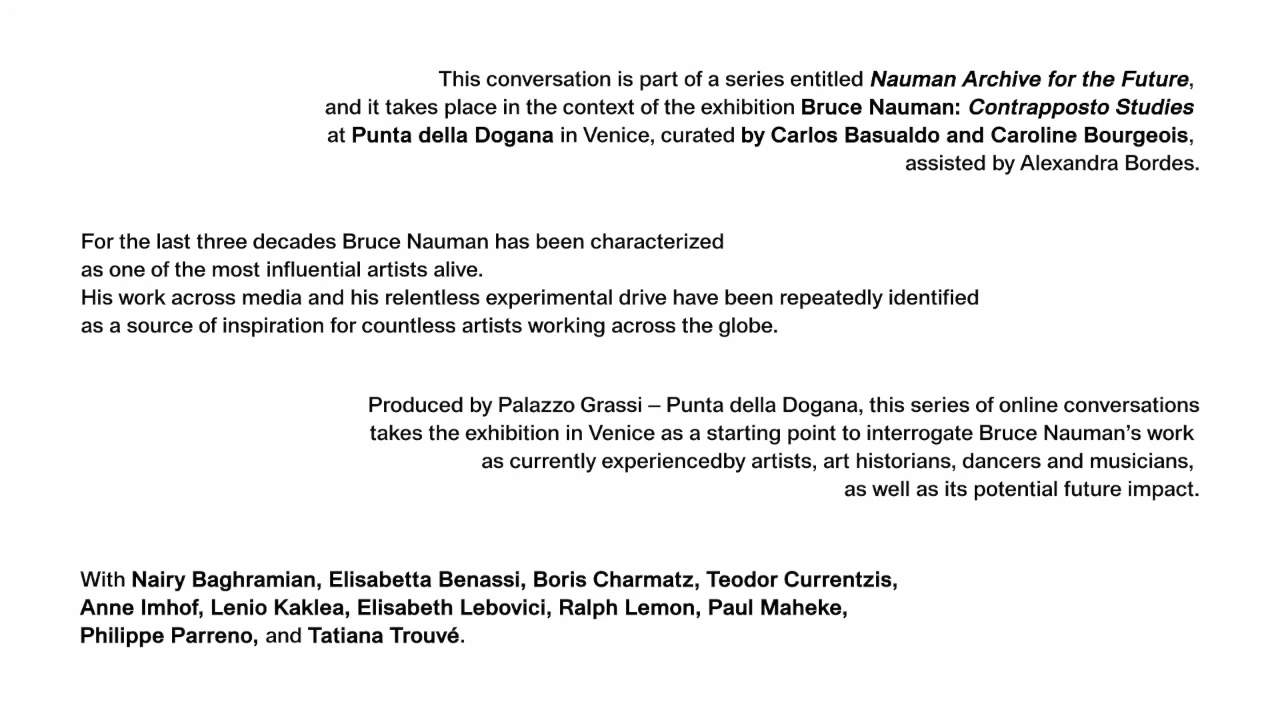 This conversation is part of a series entitled Nauman Archive for the Future,
and it takes place in the context of the exhibition Bruce Nauman: Contrapposto Studies
at Punta della Dogana in Venice, curated by Carlos Basualdo and Caroline Bourgeois,
assisted by Alexandra Bordes.
For the last three decades Bruce Nauman has been characterized
as one of the most influential artists alive.
His work across media and his relentless experimental drive have been repeatedly identified
as a source of inspiration for countless artists working across the globe.
Produced by Palazzo Grassi – Punta della Dogana, this series of online conversations
takes the exhibition in Venice as a starting point to interrogate Bruce Nauman’s work
as currently experiencedby artists, art historians, dancers and musicians,
as well as its potential future impact.
With Nairy Baghramian, Elisabetta Benassi, Boris Charmatz, Teodor Currentzis,
Anne Imhof, Lenio Kaklea, Elisabeth Lebovici, Ralph Lemon, Paul Maheke,
Philippe Parreno, and Tatiana Trouvé.